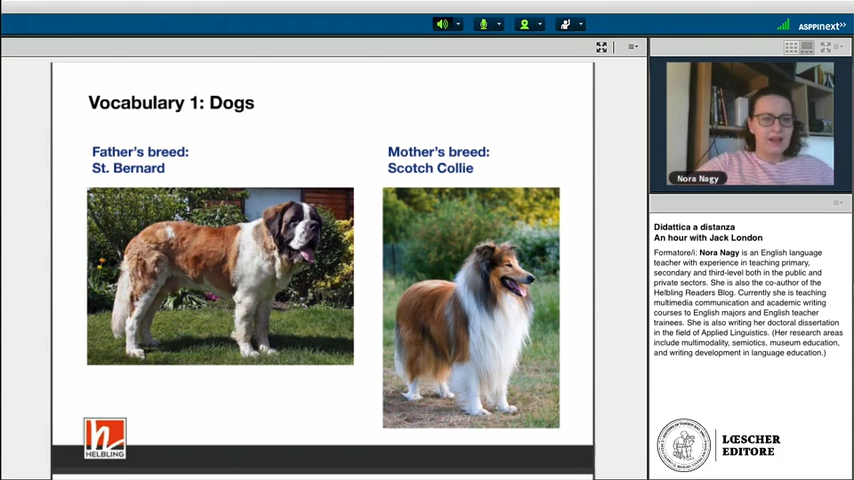 ASPPInext>>
Vocabulary 1: Dogs
Father's breed:
St. Bernard
Mother's breed:
Scotch Collie
h
HELBLING
Nora Nagy
Didattica a distanza
An hour with Jack London
Formatore/i: Nora Nagy is an English language
teacher with experience in teaching primary,
secondary and third-level both in the public and
private sectors. She is also the co-author of the
Helbling Readers Blog. Currently she is teaching
multimedia communication and academic writing
courses to English majors and English teacher
trainees. She is also writing her doctoral dissertation
in the field of Applied Linguistics. (Her research areas
include multimodality, semiotics, museum education,
and writing development in language education.)
LŒSCHER
EDITORE